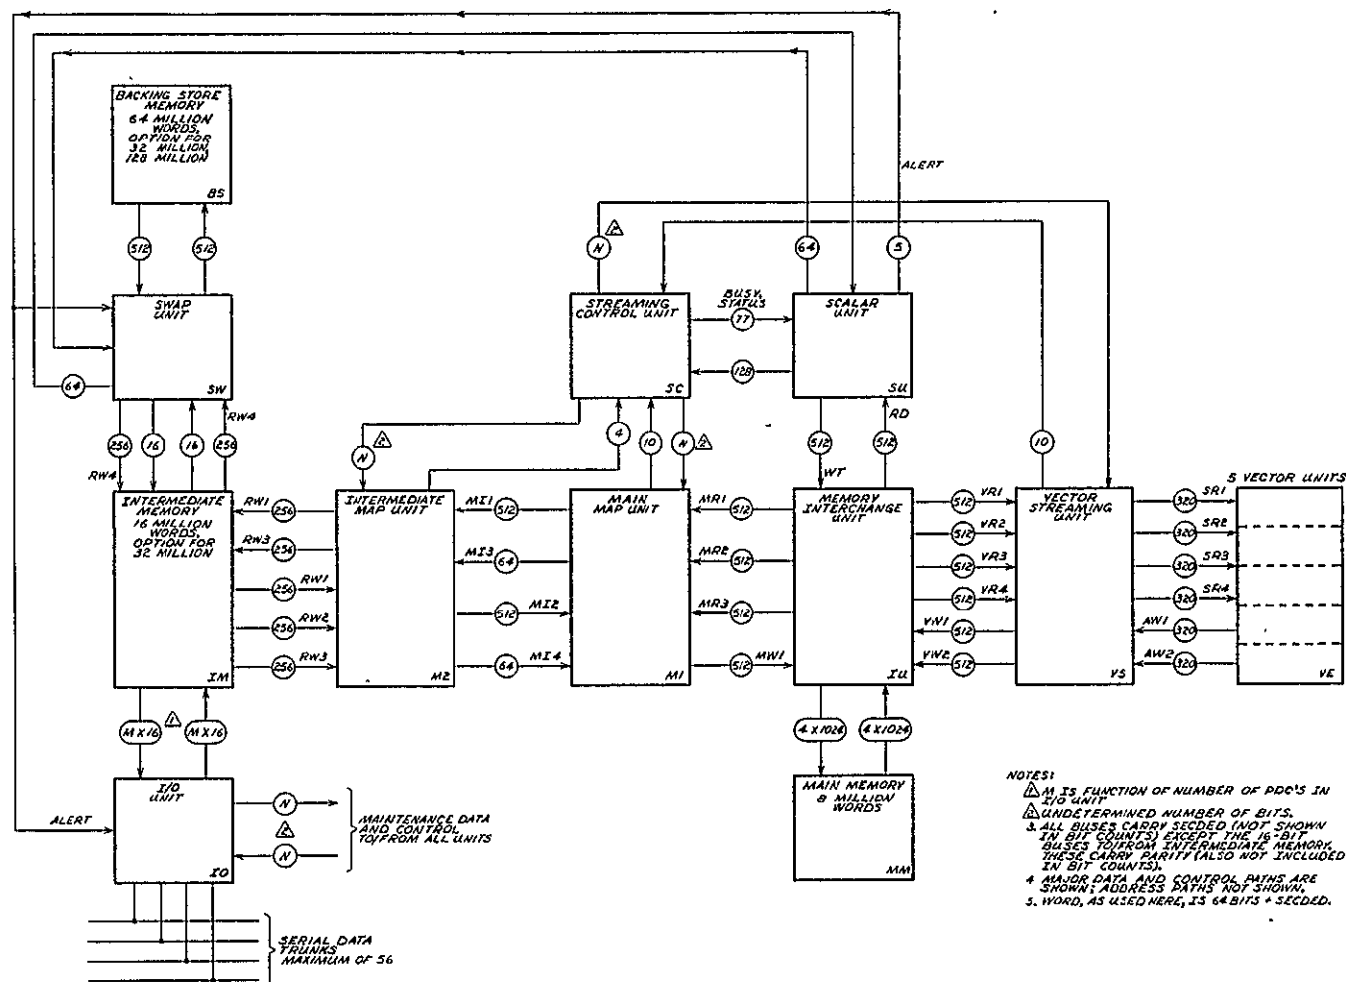 BACKING STORE
MEMORY
64 MILLION
WORDS,
OPTION FOR
32 MILLION,
128 MILLION
BS
512
512
SWAP
UNIT
SW
64
RW4
256
16
16
256
RW4
ALERT
N
2
64
5
STREAMING
CONTROL UNIT
SC
BUSY,
STATUS
77
128
SCALAR
UNIT
SU
N
2
4
10
N
2
512
WT
RD
512
10
INTERMEDIATE
MEMORY
16 MILLION
WORDS,
OPTION FOR
32 MILLION
IM
RW1
256
RW3
256
256
RW1
256
RW2
256
RW3
INTERMEDIATE
MAP UNIT
M2
MI1
512
MI3
64
512
MI2
64
MI4
MAIN
MAP UNIT
M1
MR1
512
MR2
512
MR3
512
512
MW1
MEMORY
INTERCHANGE
UNIT
IU
512
VR1
512
VR2
512
VR3
512
VR4
VW1
512
VW2
512
VECTOR
STREAMING
UNIT
VS
320
SR1
320
SR2
320
SR3
320
SR4
AW1
320
AW2
320
5 VECTOR UNITS
VE
M X 16
1
M X 16
4 X 1024
4 X 1024
I/O
UNIT
IO
ALERT
N
2
N
MAINTENANCE DATA
AND CONTROL
TO/FROM ALL UNITS
MAIN MEMORY
8 MILLION
WORDS
MM
SERIAL DATA
TRUNKS
MAXIMUM OF 56
NOTES:
1 M IS FUNCTION OF NUMBER OF PDC'S IN
I/O UNIT
2 UNDETERMINED NUMBER OF BITS.
3. ALL BUSES CARRY SECDED (NOT SHOWN
IN BIT COUNTS) EXCEPT THE 16-BIT
BUSES TO/FROM INTERMEDIATE MEMORY.
THESE CARRY PARITY (ALSO NOT INCLUDED
IN BIT COUNTS).
4 MAJOR DATA AND CONTROL PATHS ARE
SHOWN; ADDRESS PATHS NOT SHOWN.
5. WORD, AS USED HERE, IS 64 BITS + SECDED.